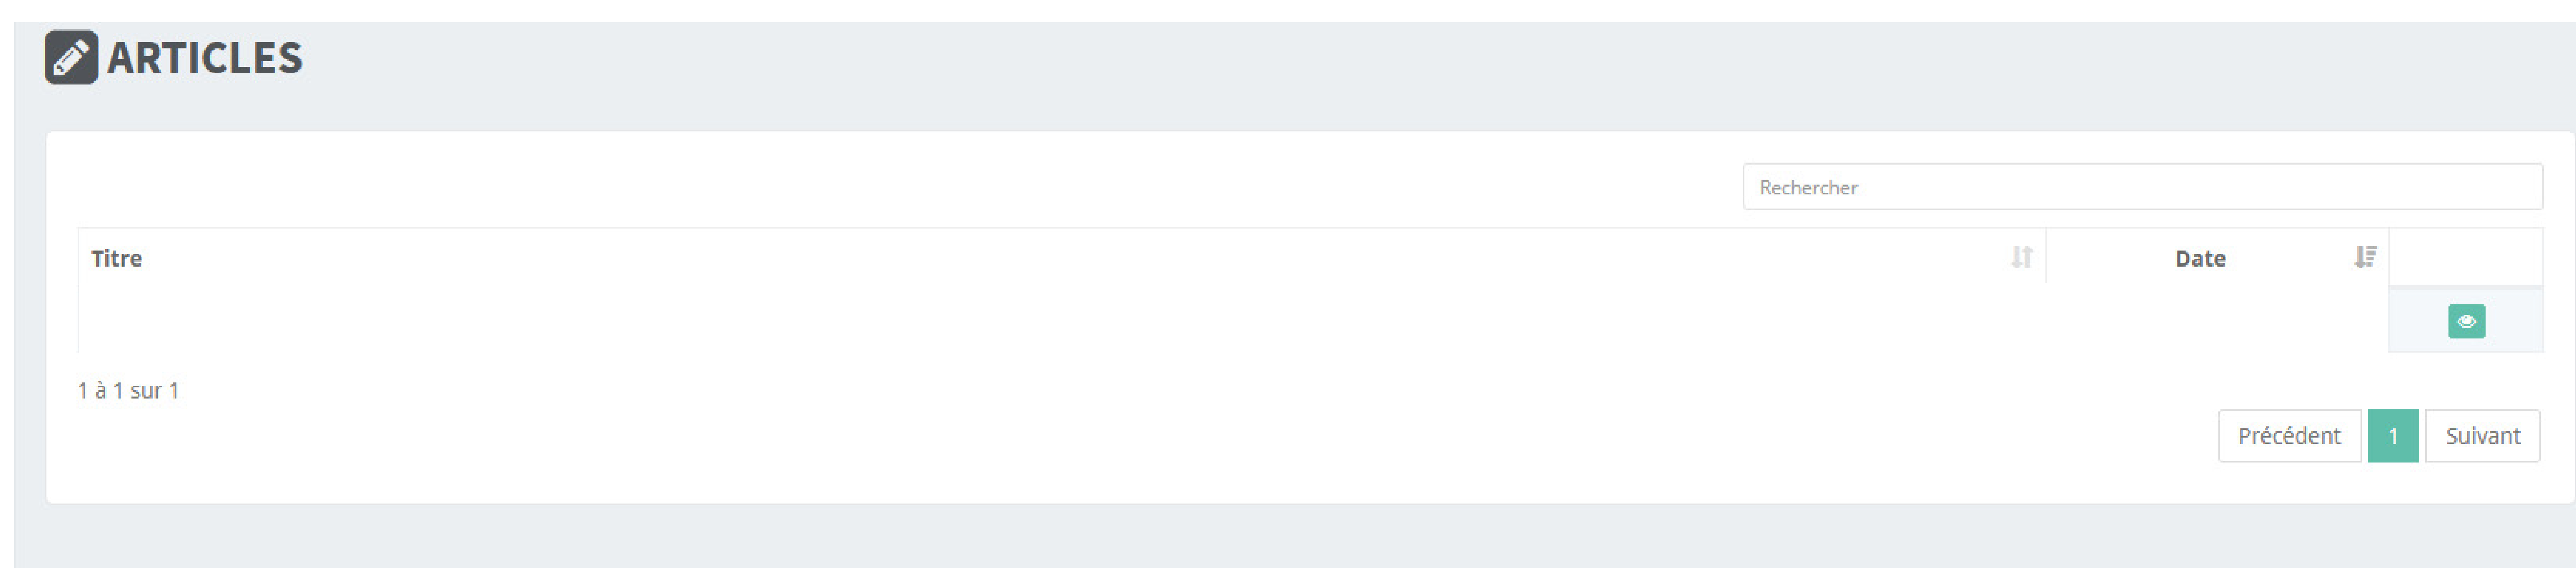 ARTICLES
Rechercher
Titre Date
1 à 1 sur 1
Précédent 1 Suivant